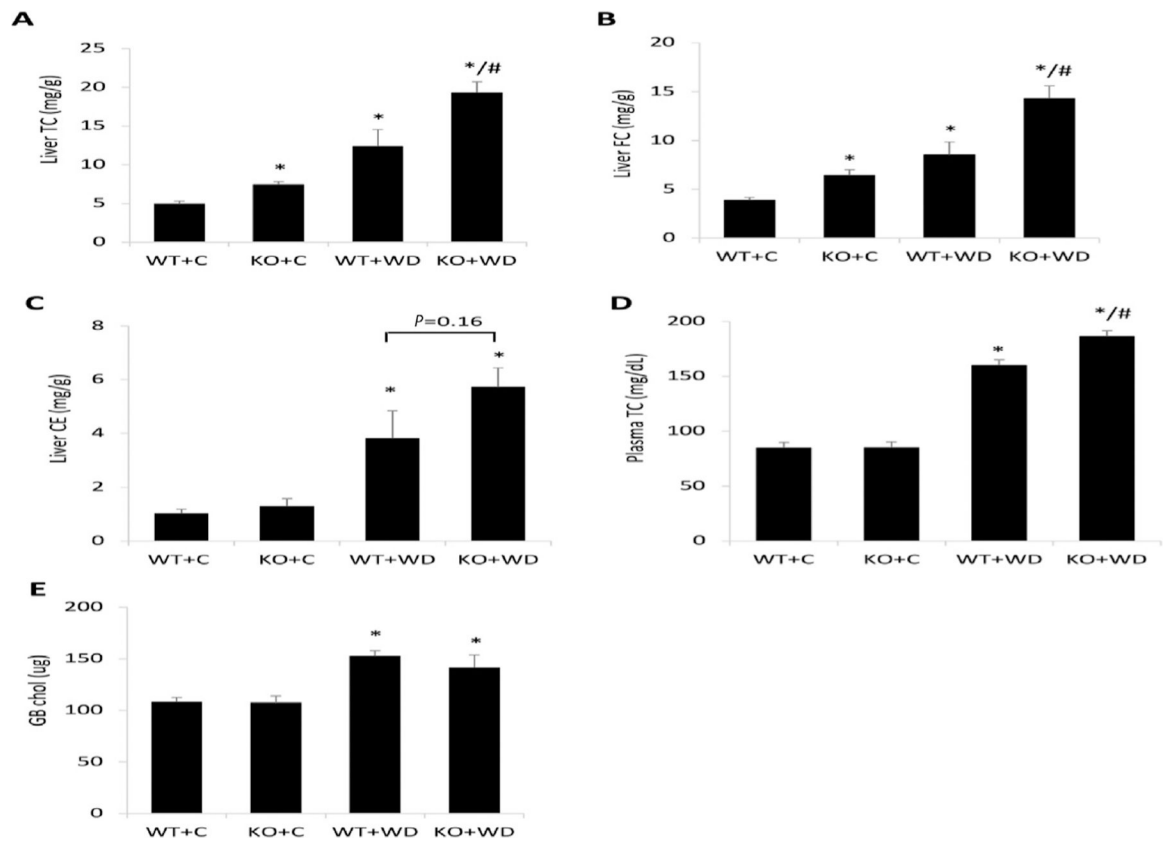 A
Liver TC (mg/g)
25
20
15
10
5
0
*
*
*/#
WT+C KO+C WT+WD KO+WD
B
Liver FC (mg/g)
20
15
10
5
0
*
*
*/#
WT+C KO+C WT+WD KO+WD
C
Liver CE (mg/g)
8
6
4
2
0
P=0.16
*
*
WT+C KO+C WT+WD KO+WD
D
Plasma TC (mg/dL)
200
150
100
50
0
*
*/#
WT+C KO+C WT+WD KO+WD
E
GB chol (ug)
200
150
100
50
0
*
*
WT+C KO+C WT+WD KO+WD